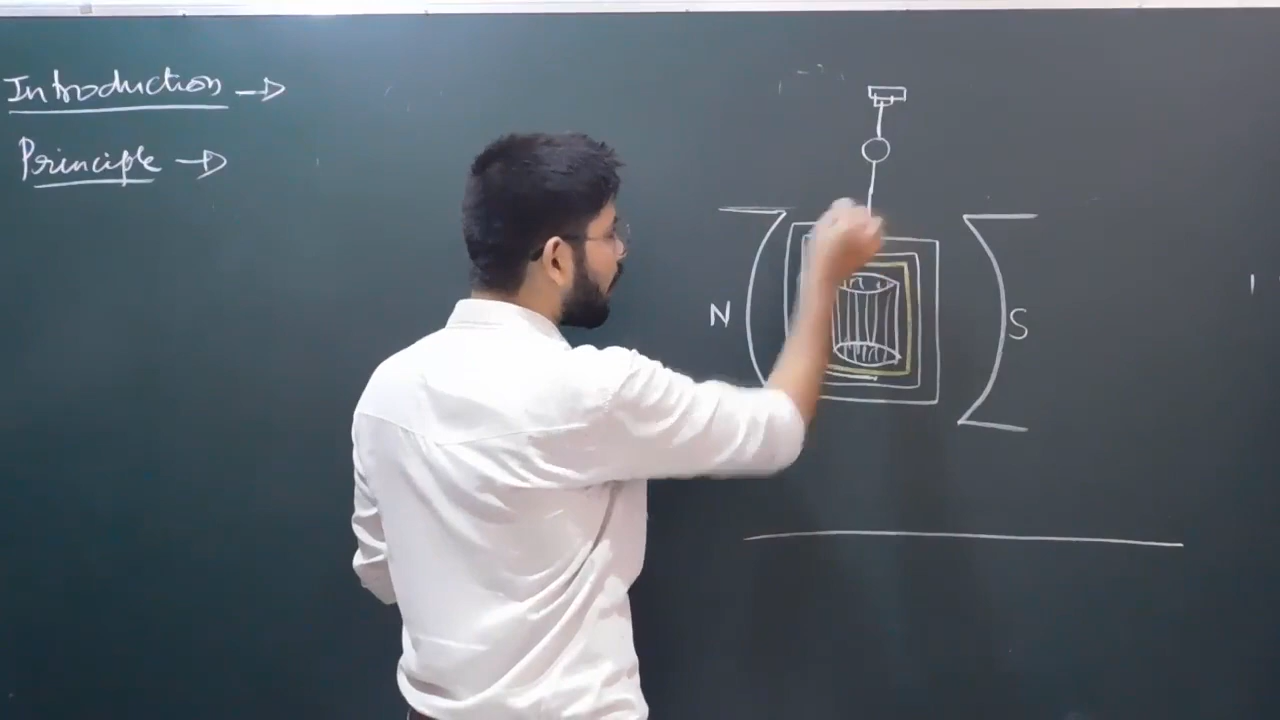 Introduction →
Principle →
N
S